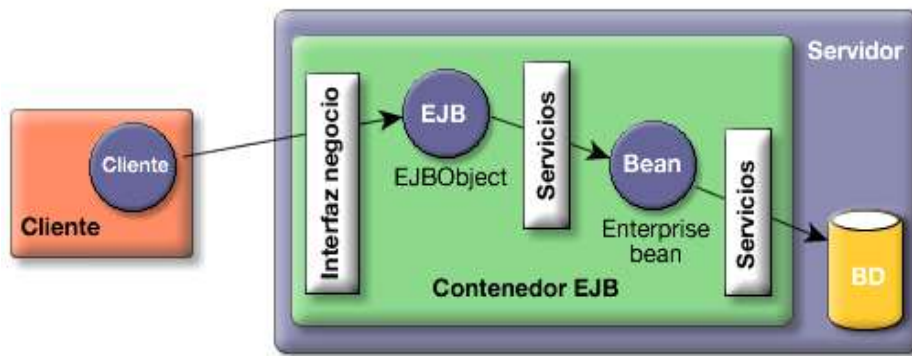 Servidor
Cliente
Cliente
Interfaz negocio
EJB
EJBObject
Servicios
Bean
Enterprise
bean
Servicios
Contenedor EJB
BD